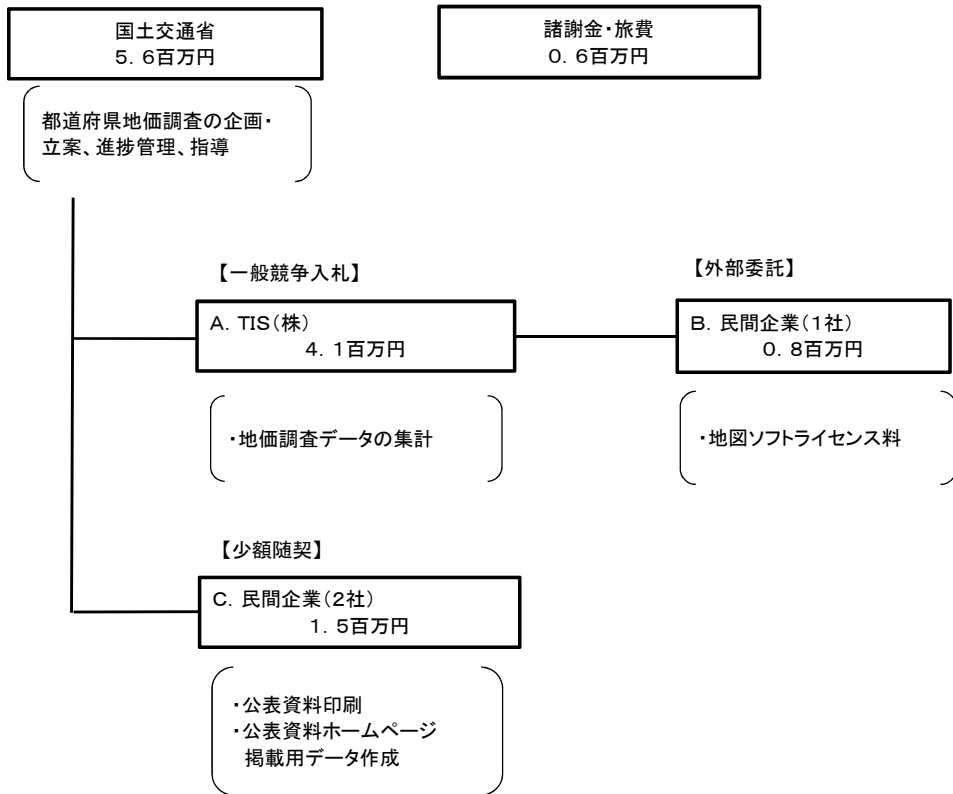 国土交通省
5．6百万円
諸謝金・旅費
0．6百万円
都道府県地価調査の企画・
立案、進捗管理、指導
【一般競争入札】
A．TIS（株）
4．1百万円
・地価調査データの集計
【外部委託】
B．民間企業（1社）
0．8百万円
・地図ソフトライセンス料
【少額随契】
C．民間企業（2社）
1．5百万円
・公表資料印刷
・公表資料ホームページ
掲載用データ作成